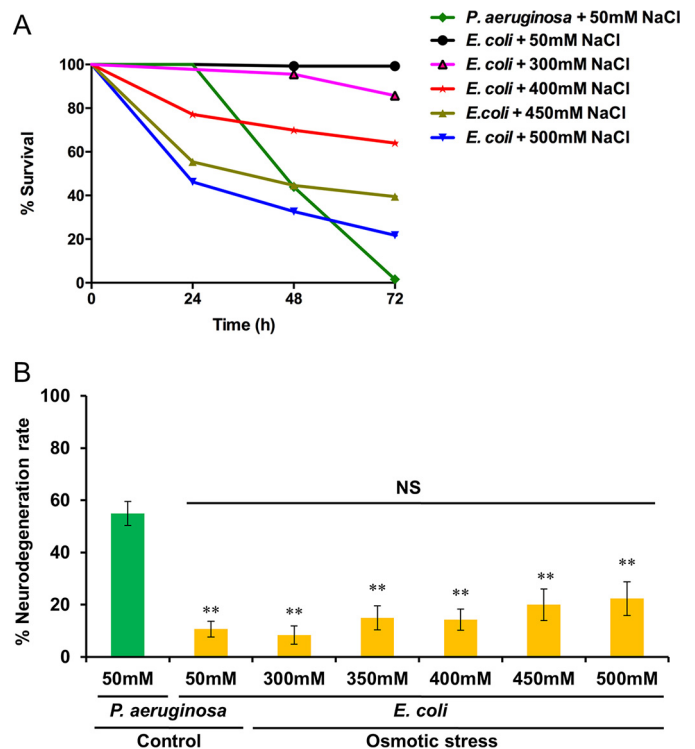 A
P. aeruginosa + 50mM NaCl
E. coli + 50mM NaCl
E. coli + 300mM NaCl
E. coli + 400mM NaCl
E.coli + 450mM NaCl
E. coil + 500mM NaCl
% Survival
100
80
60
40
20
0
0 24 48 72
Time (h)
B
% Neurodegeneration rate
100
80
60
40
20
0
NS
** ** ** ** ** **
50mM 50mM 300mM 350mM 400mM 450mM 500mM
P. aeruginosa E. coli
Control Osmotic stress